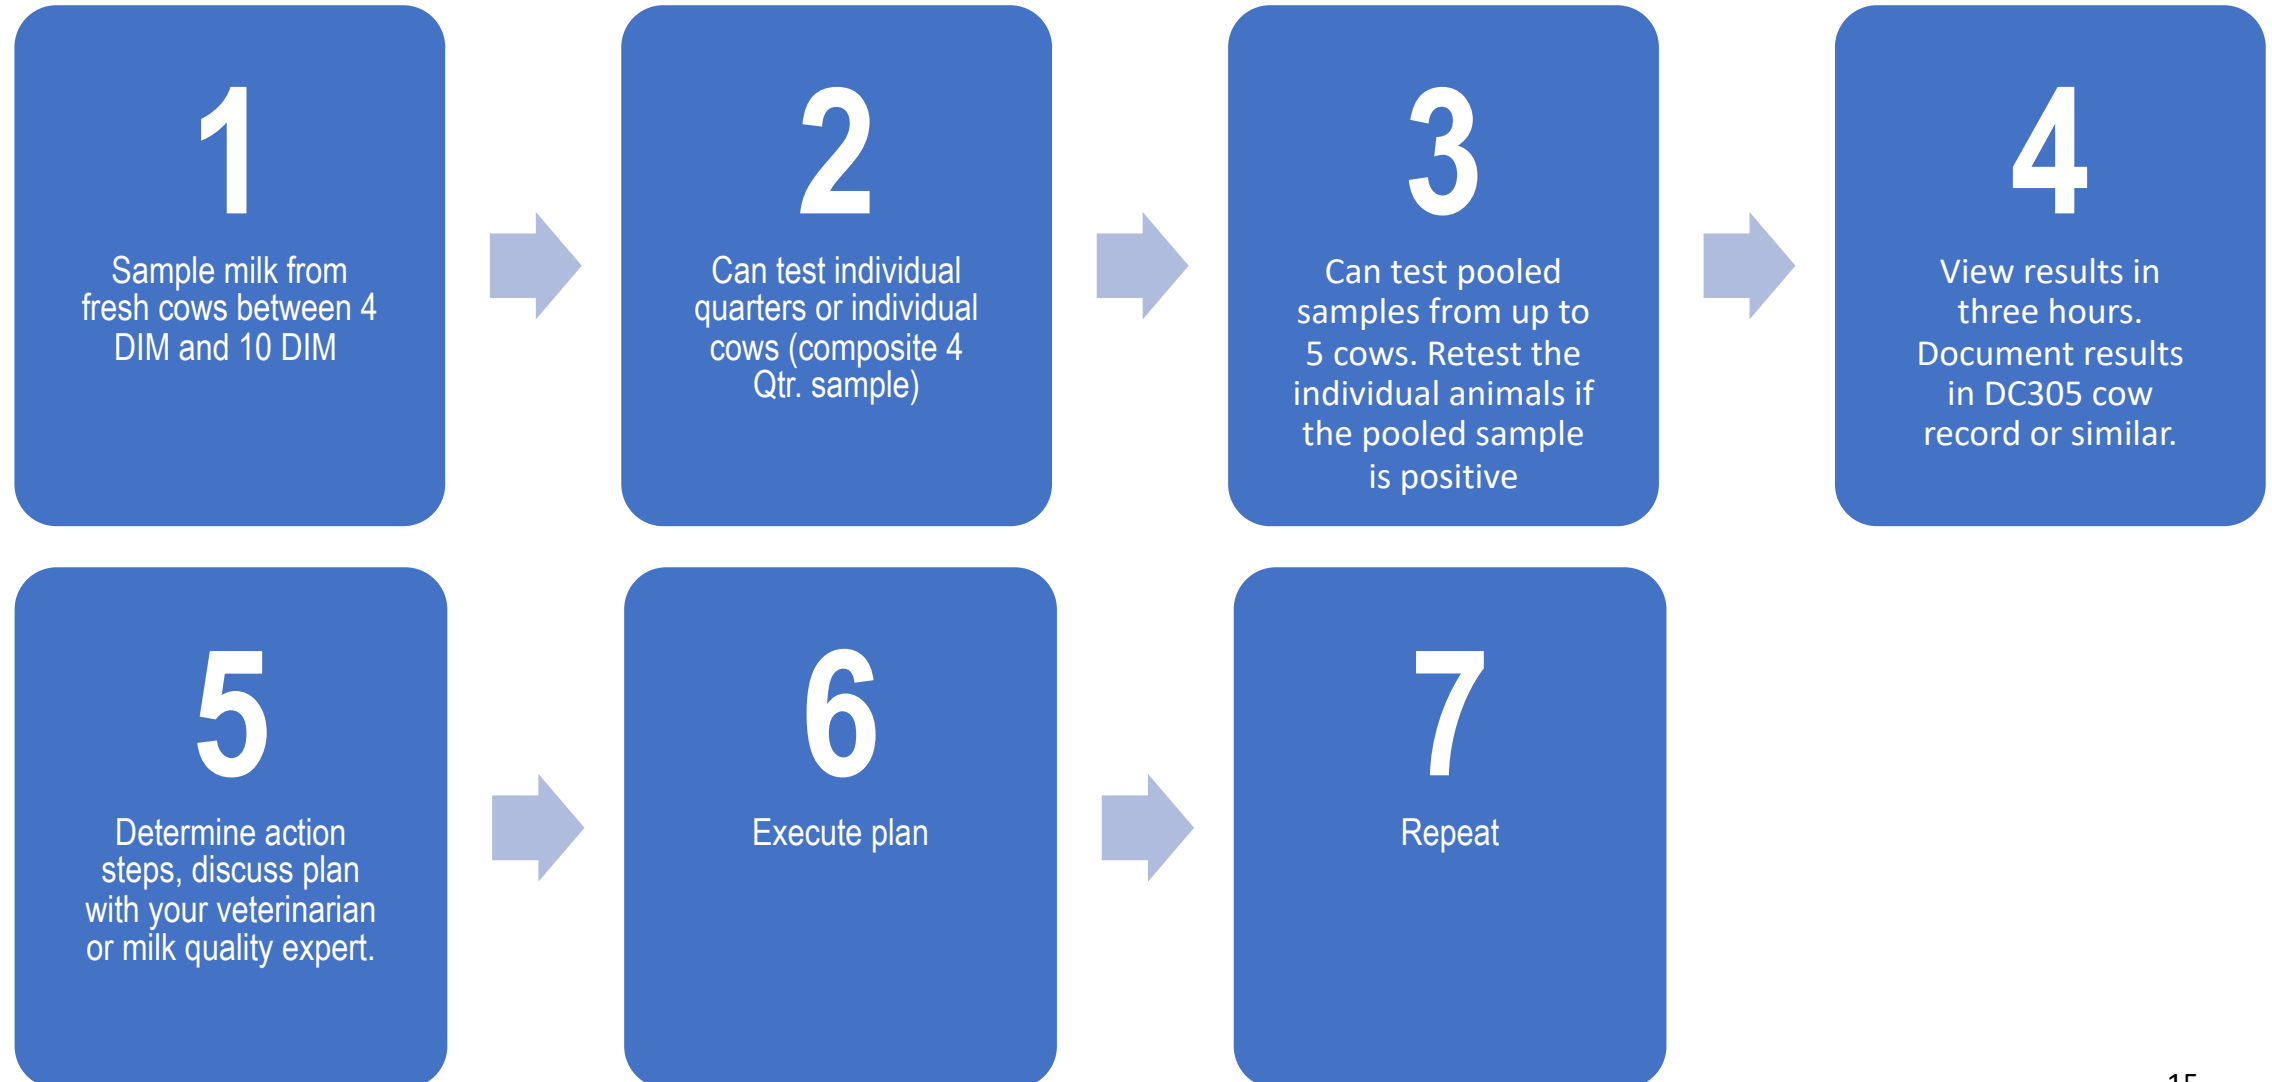 1
Sample milk from
fresh cows between 4
DIM and 10 DIM
2
Can test individual
quarters or individual
cows (composite 4
Qtr. sample)
3
Can test pooled
samples from up to
5 cows. Retest the
individual animals if
the pooled sample
is positive
4
View results in
three hours.
Document results
in DC305 cow
record or similar.
5
Determine action
steps, discuss plan
with your veterinarian
or milk quality expert.
6
Execute plan
7
Repeat
15